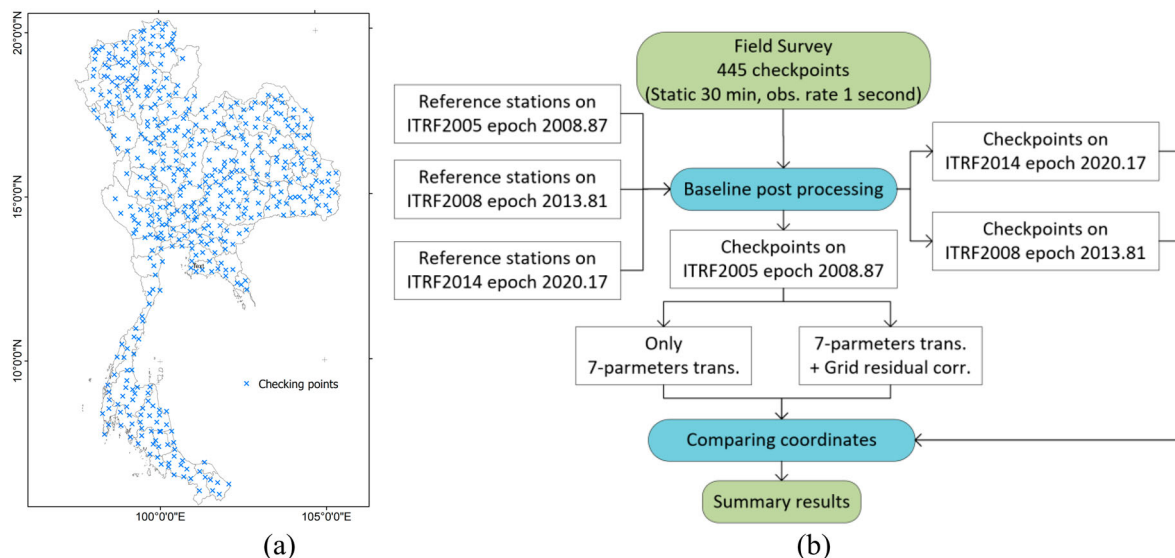 20°0'0"N
15°0'0"N
10°0'0"N
100°0'0"E
105°0'0"E
Checking points
(a)
Field Survey
445 checkpoints
(Static 30 min, obs. rate 1 second)
Reference stations on
ITRF2005 epoch 2008.87
Reference stations on
ITRF2008 epoch 2013.81
Reference stations on
ITRF2014 epoch 2020.17
Baseline post processing
Checkpoints on
ITRF2014 epoch 2020.17
Checkpoints on
ITRF2008 epoch 2013.81
Checkpoints on
ITRF2005 epoch 2008.87
Only
7-parmeters trans.
7-parmeters trans.
+ Grid residual corr.
Comparing coordinates
Summary results
(b)